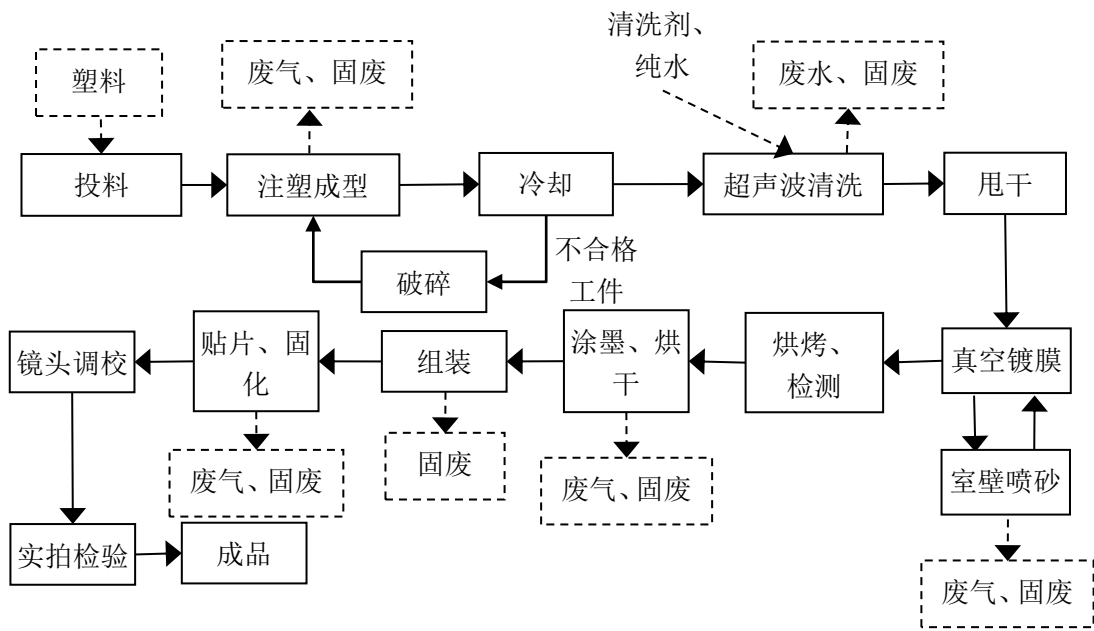 清洗剂、
纯水
塑料
废气、固废
废水、固废
投料
注塑成型
冷却
超声波清洗
甩干
破碎
不合格
工件
镜头调校
贴片、固
化
组装
涂墨、烘
干
烘烤、
检测
真空镀膜
废气、固废
固废
废气、固废
室壁喷砂
实拍检验
成品
废气、固废